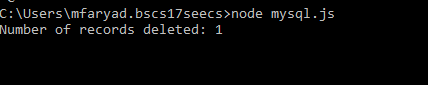 C:\Users\mfaryad.bscs17seecs>node mysql.js
Number of records deleted: 1